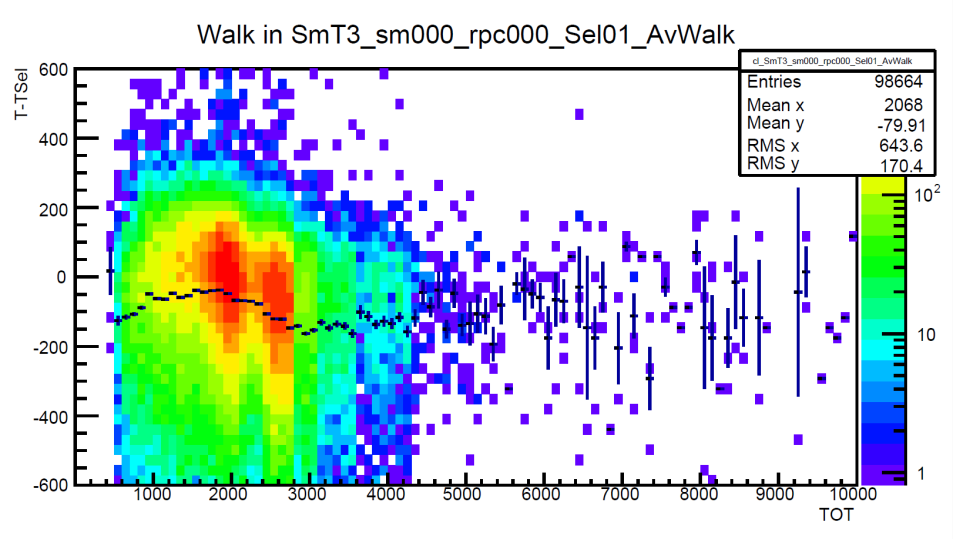 Walk in SmT3_sm000_rpc000_Sel01_AvWalk
cl_SmT3_sm000_rpc000_Sel01_AvWalk
Entries 98664
Mean x 2068
Mean y -79.91
RMS x 643.6
RMS y 170.4
T-TSel
600
400
200
0
-200
-400
-600
1000 2000 3000 4000 5000 6000 7000 8000 9000 10000
TOT
10²
10
1